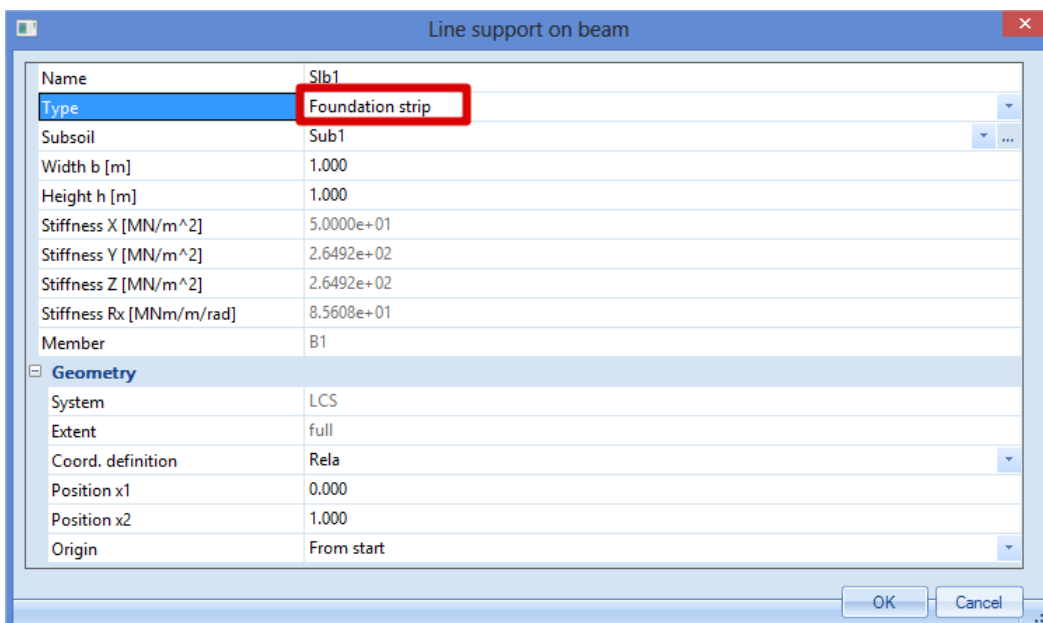 Line support on beam
Name Slb1
Type Foundation strip
Subsoil Sub1 ...
Width b [m] 1.000
Height h [m] 1.000
Stiffness X [MN/m^2] 5.0000e+01
Stiffness Y [MN/m^2] 2.6492e+02
Stiffness Z [MN/m^2] 2.6492e+02
Stiffness Rx [MNm/m/rad] 8.5608e+01
Member B1
Geometry
System LCS
Extent full
Coord. definition Rela
Position x1 0.000
Position x2 1.000
Origin From start
OK Cancel